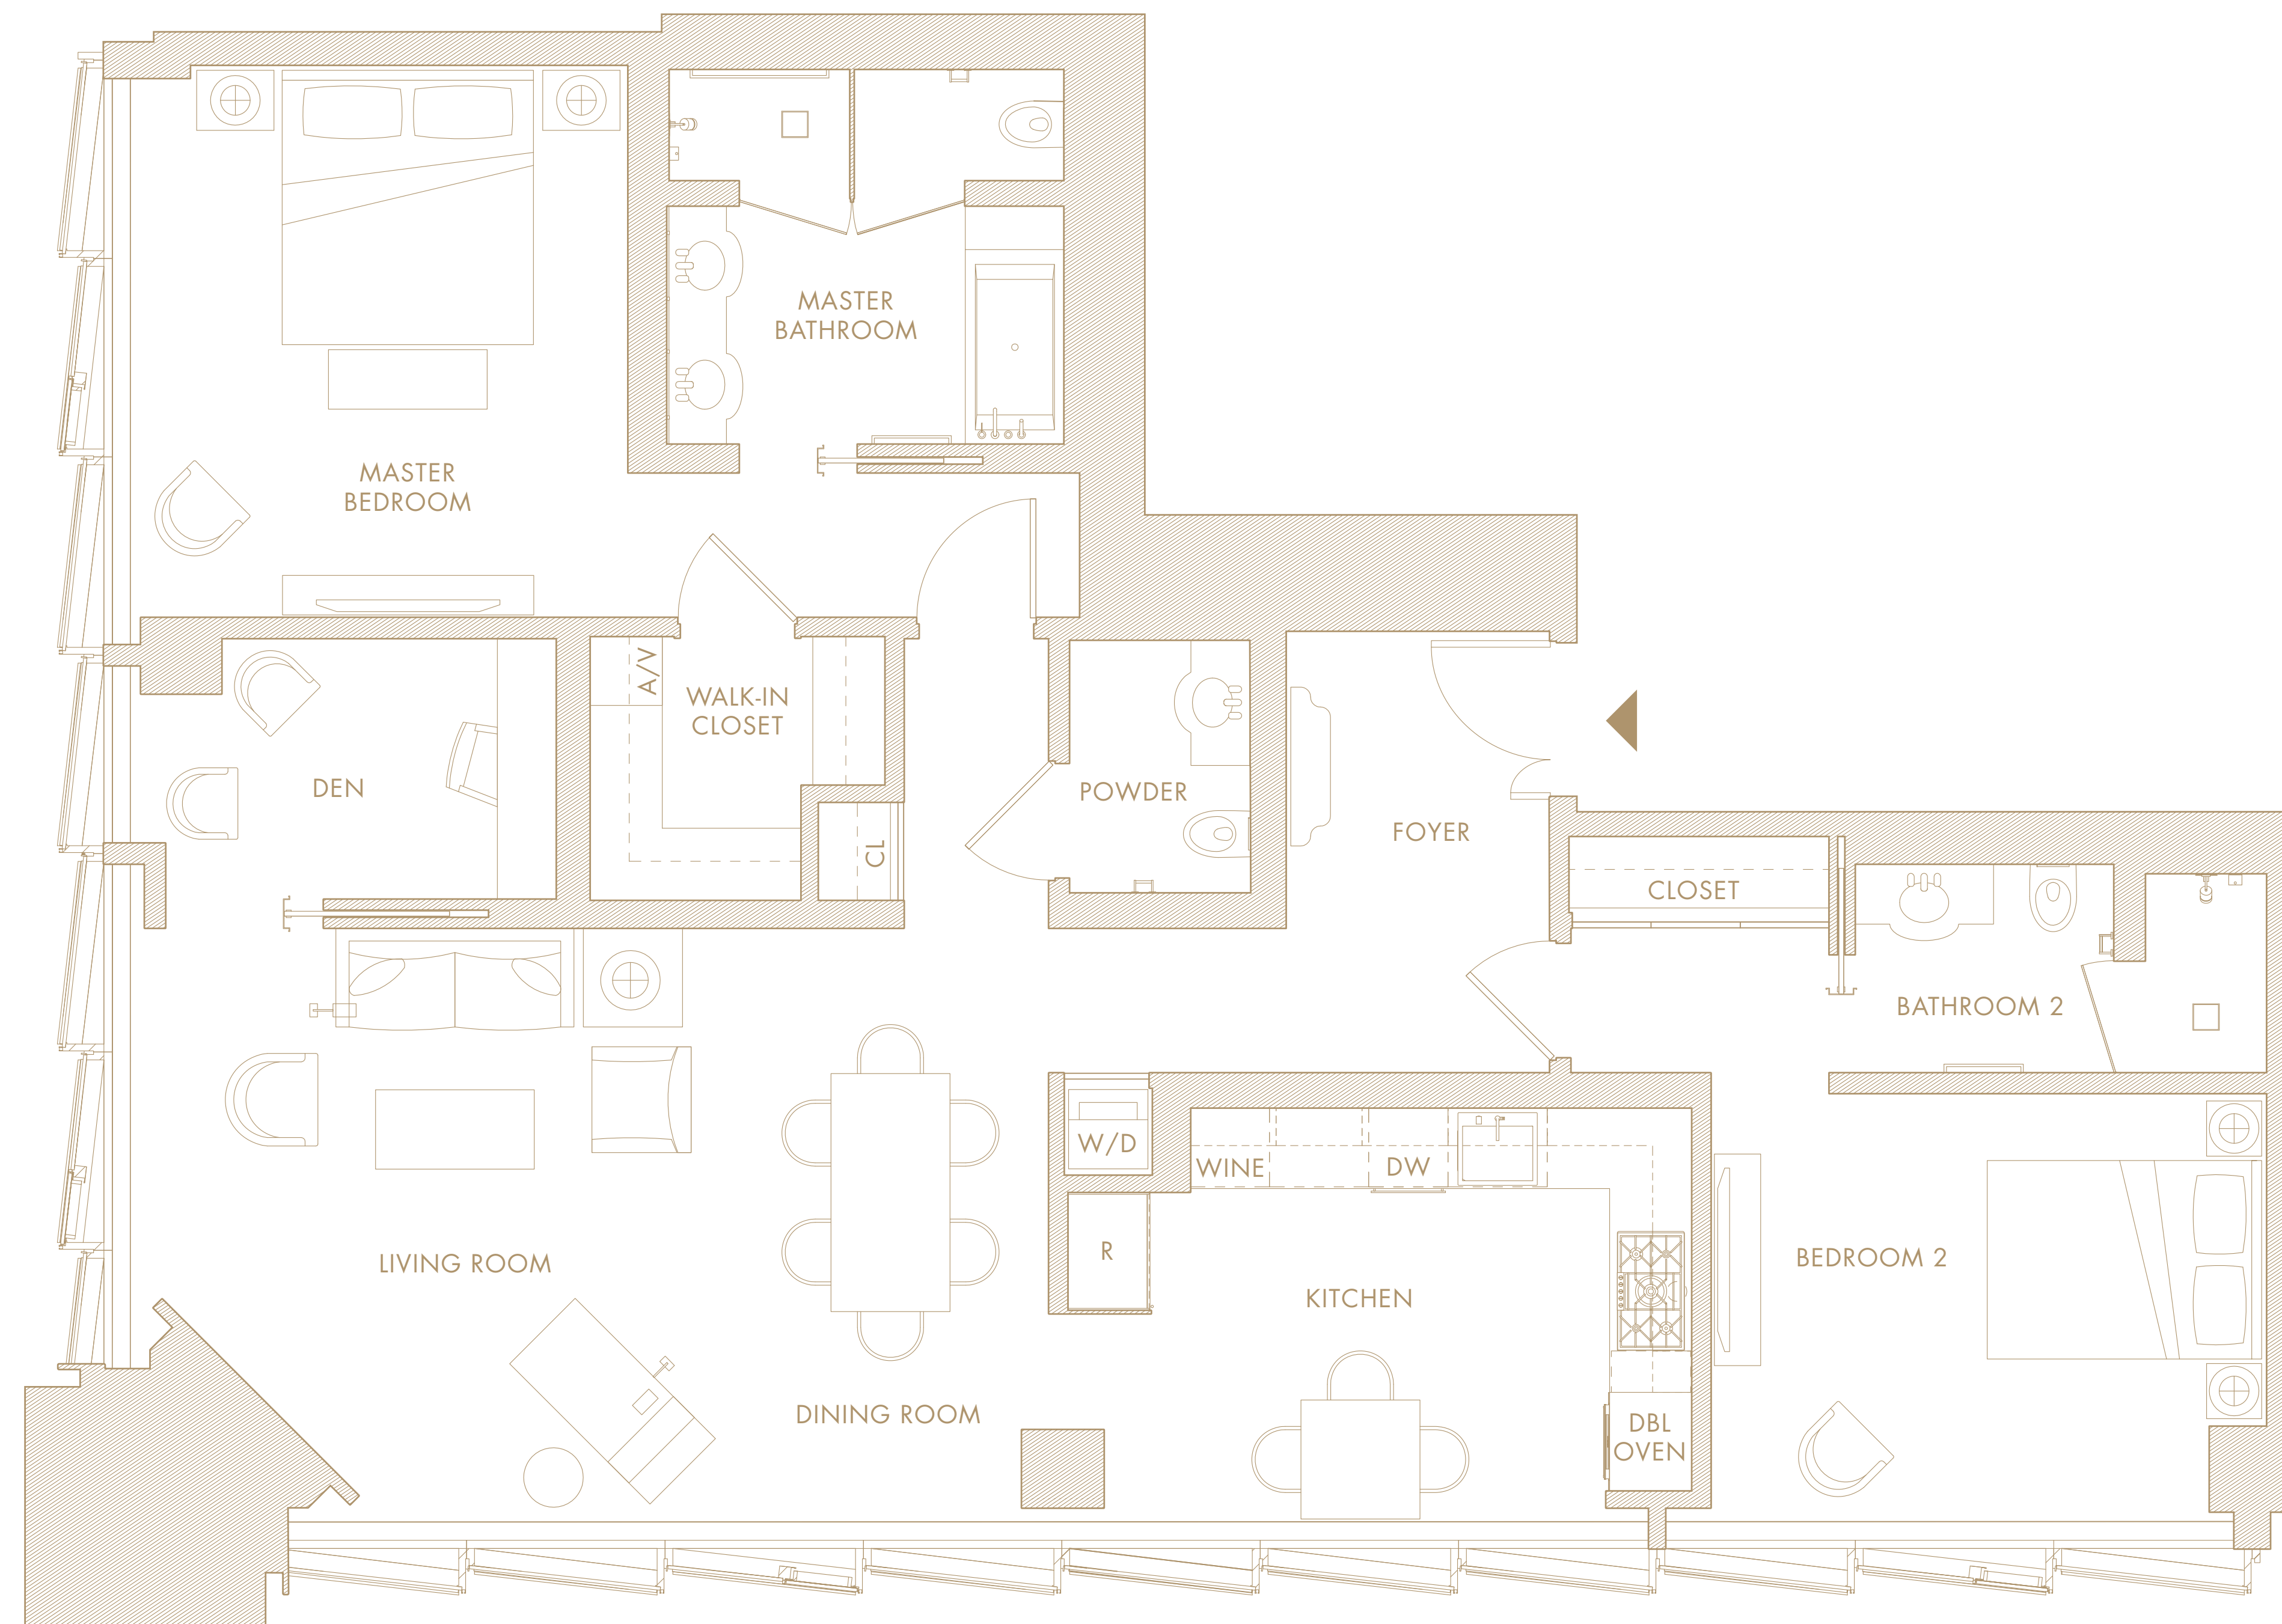 MASTER
BATHROOM
MASTER
BEDROOM
A/V
WALK-IN
CLOSET
DEN
POWDER
FOYER
CL
CLOSET
BATHROOM 2
W/D
WINE
DW
R
LIVING ROOM
KITCHEN
BEDROOM 2
DINING ROOM
DBL
OVEN